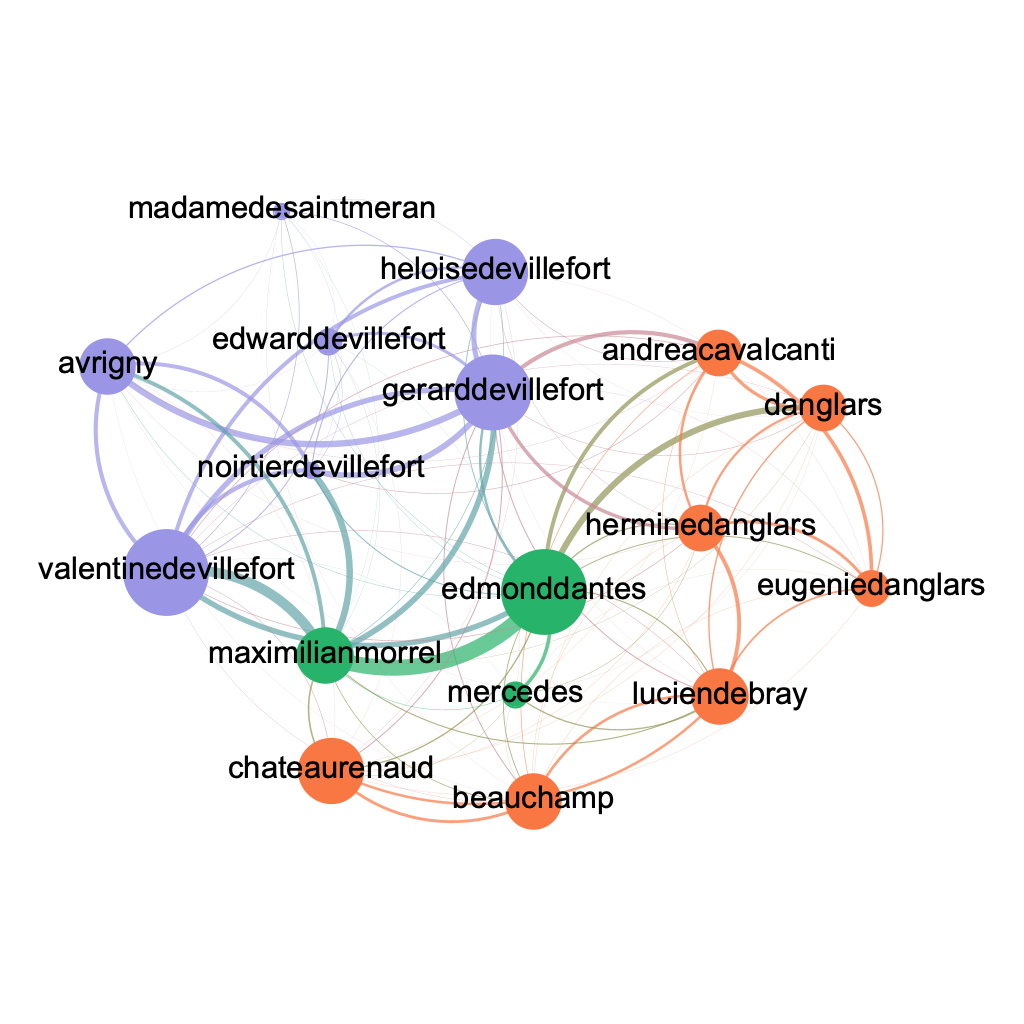 madamedesaintmeran
heloisedevillefort
edwarddevillefort
andreacavalcanti
avrigny
gerarddevillefort
danglars
noirtierdevillefort
herminedanglars
valentinedevillefort
edmonddantes
eugeniedanglars
maximilianmorrel
mercedes
luciendebray
chateaurenaud
beauchamp